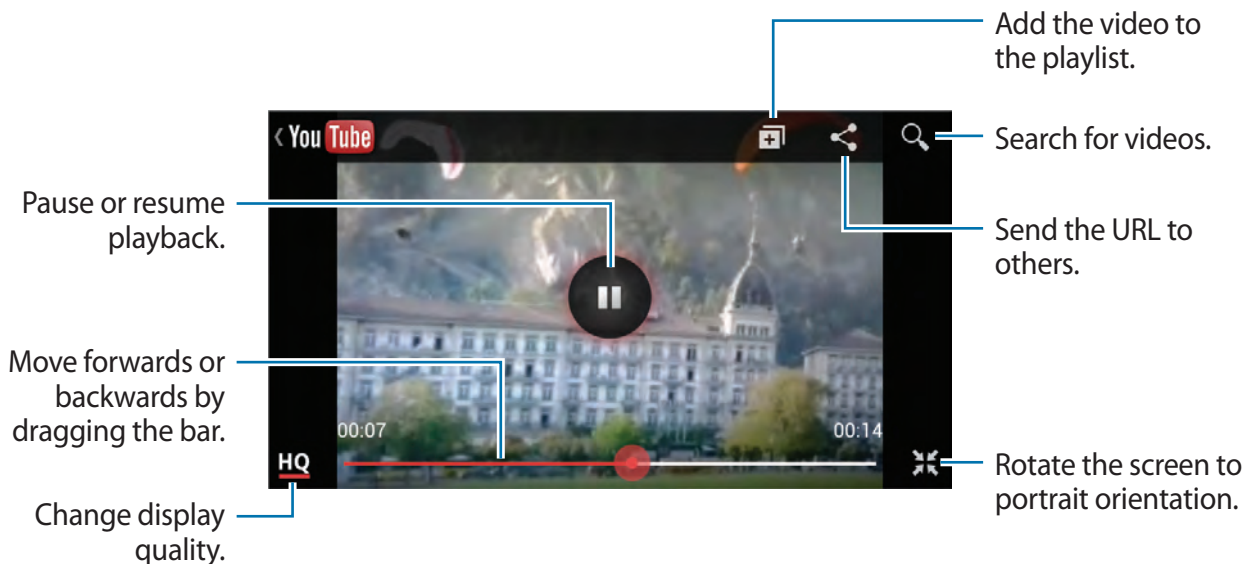 Add the video to
the playlist.
You Tube
Search for videos.
Pause or resume
playback.
Send the URL to
others.
Move forwards or
backwards by
dragging the bar.
00:07
00:14
HQ
Rotate the screen to
portrait orientation.
Change display
quality.